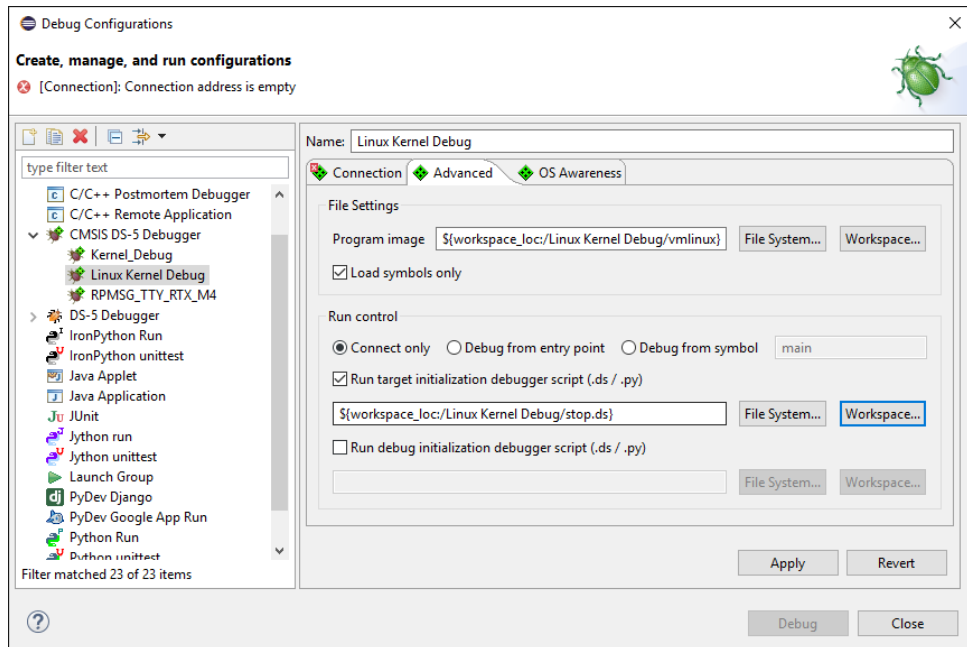 Debug Configurations
Create, manage, and run configurations
[Connection]: Connection address is empty
type filter text
C/C++ Postmortem Debugger
C/C++ Remote Application
CMSIS DS-5 Debugger
Kernel_Debug
Linux Kernel Debug
RPMSG_TTY_RTX_M4
DS-5 Debugger
IronPython Run
IronPython unittest
Java Applet
Java Application
JUnit
Jython run
Jython unittest
Launch Group
PyDev Django
PyDev Google App Run
Python Run
Python unittest
Filter matched 23 of 23 items
Name: Linux Kernel Debug
Connection Advanced OS Awareness
File Settings
Program image ${workspace_loc:/Linux Kernel Debug/vmlinux} File System... Workspace...
Load symbols only
Run control
Connect only Debug from entry point Debug from symbol main
Run target initialization debugger script (.ds / .py)
${workspace_loc:/Linux Kernel Debug/stop.ds} File System... Workspace...
Run debug initialization debugger script (.ds / .py)
File System... Workspace...
Apply Revert
Debug Close